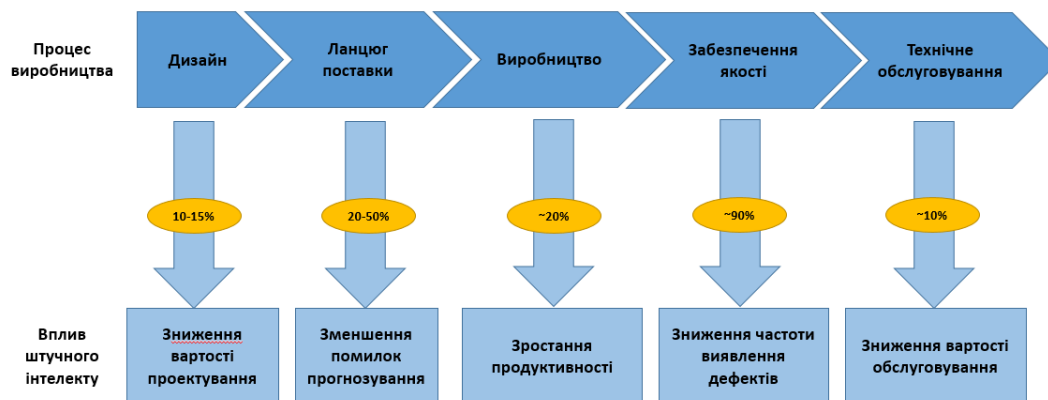 Процес
виробництва
Дизайн
Ланцюг
поставки
Виробництво
Забезпечення
якості
Технічне
обслуговування
10-15%
20-50%
~20%
~90%
~10%
Вплив
штучного
інтелекту
Зниження
вартості
проектування
Зменшення
помилок
прогнозування
Зростання
продуктивності
Зниження частоти
виявлення
дефектів
Зниження вартості
обслуговування